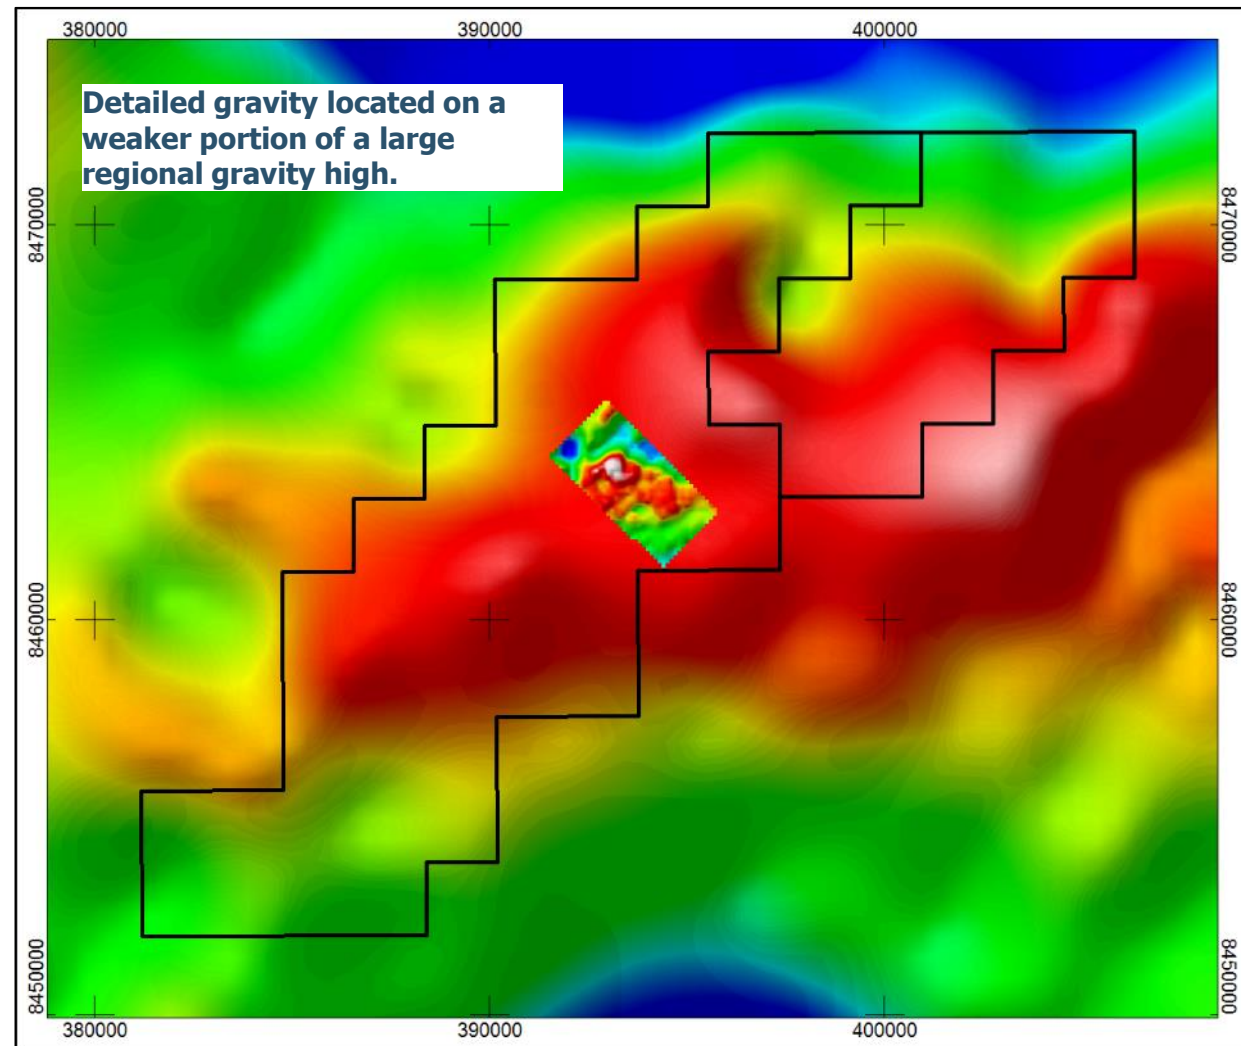 380000 390000 400000
Detailed gravity located on a
weaker portion of a large
regional gravity high.
8470000 8470000
8460000 8460000
8450000 8450000
380000 390000 400000